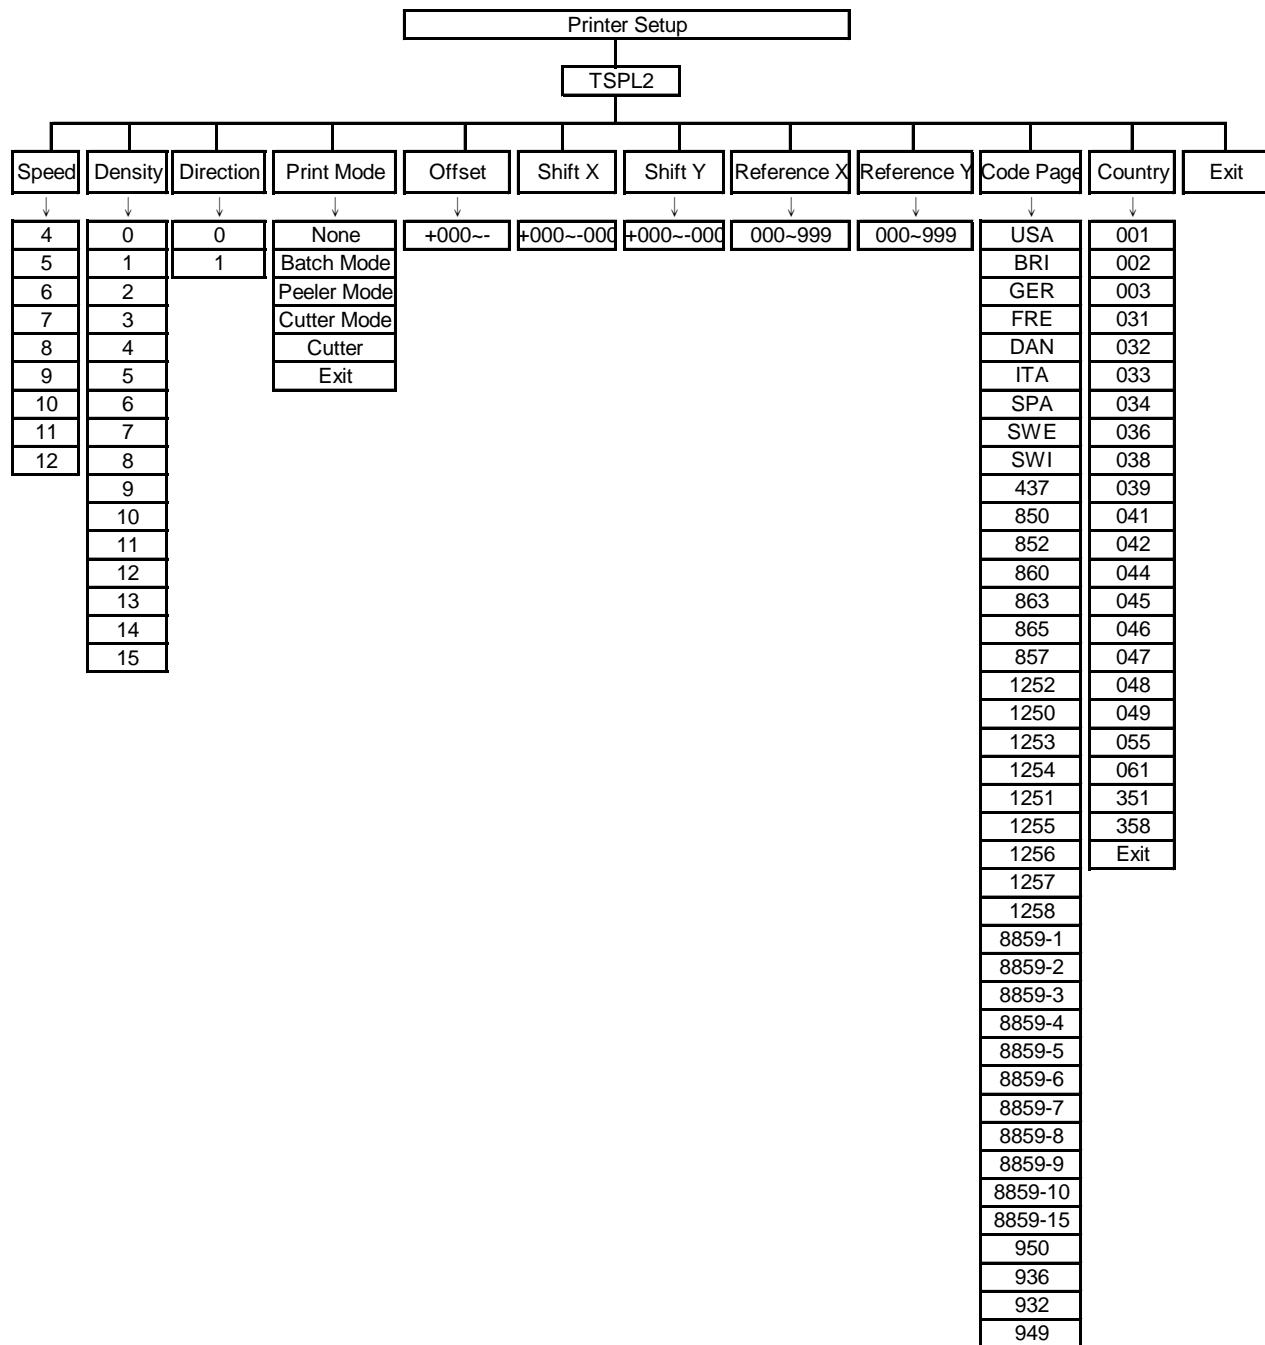 Printer Setup
TSPL2
Speed Density Direction Print Mode Offset Shift X Shift Y Reference X Reference Y Code Page Country Exit
4 0 0 None +000~- +000~-000 +000~-000 000~999 000~999 USA 001
5 1 1 Batch Mode BRI 002
6 2 Peeler Mode GER 003
7 3 Cutter Mode FRE 031
8 4 Cutter DAN 032
9 5 Exit ITA 033
10 6 SPA 034
11 7 SWE 036
12 8 SWI 038
9 437 039
10 850 041
11 852 042
12 860 044
13 863 045
14 865 046
15 857 047
1252 048
1250 049
1253 055
1254 061
1251 351
1255 358
1256 Exit
1257
1258
8859-1
8859-2
8859-3
8859-4
8859-5
8859-6
8859-7
8859-8
8859-9
8859-10
8859-15
950
936
932
949